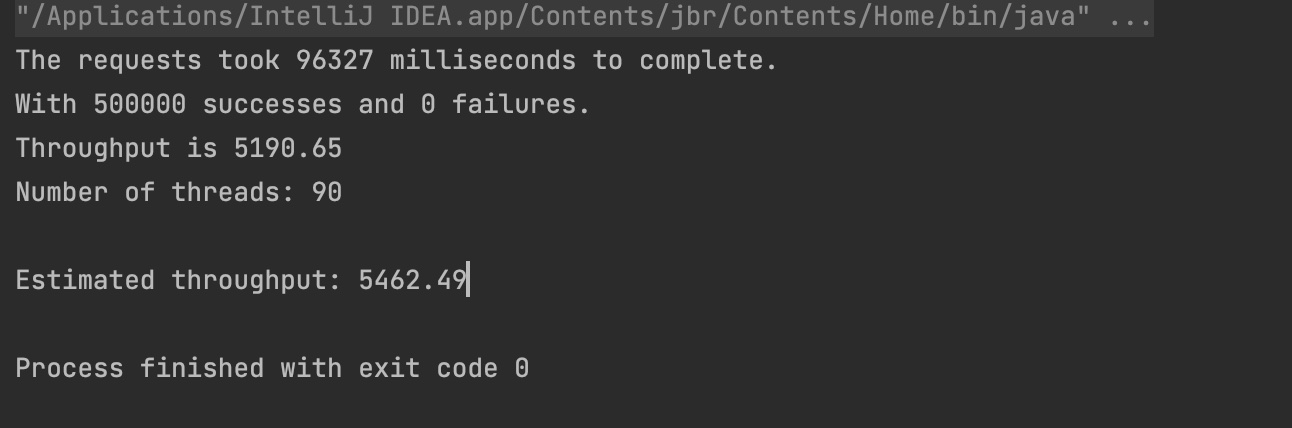 "/Applications/IntelliJ IDEA.app/Contents/jbr/Contents/Home/bin/java" ...
The requests took 96327 milliseconds to complete.
With 500000 successes and 0 failures.
Throughput is 5190.65
Number of threads: 90
Estimated throughput: 5462.49
Process finished with exit code 0